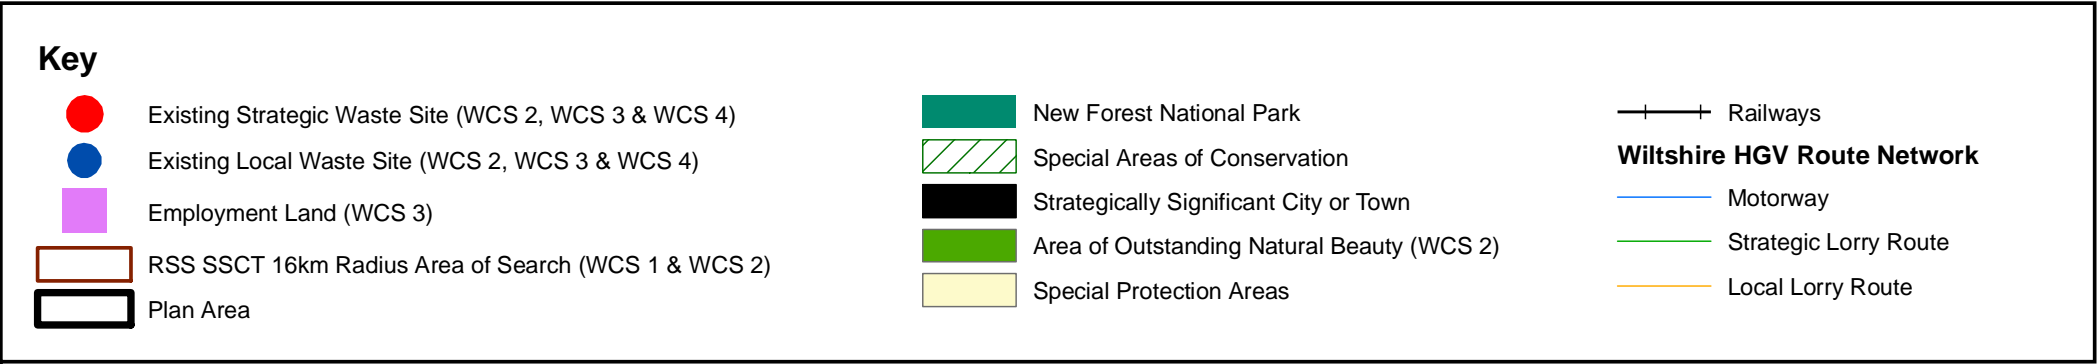 Key
Existing Strategic Waste Site (WCS 2, WCS 3 & WCS 4)
Existing Local Waste Site (WCS 2, WCS 3 & WCS 4)
Employment Land (WCS 3)
RSS SSCT 16km Radius Area of Search (WCS 1 & WCS 2)
Plan Area
New Forest National Park
Special Areas of Conservation
Strategically Significant City or Town
Area of Outstanding Natural Beauty (WCS 2)
Special Protection Areas
Railways
Wiltshire HGV Route Network
Motorway
Strategic Lorry Route
Local Lorry Route